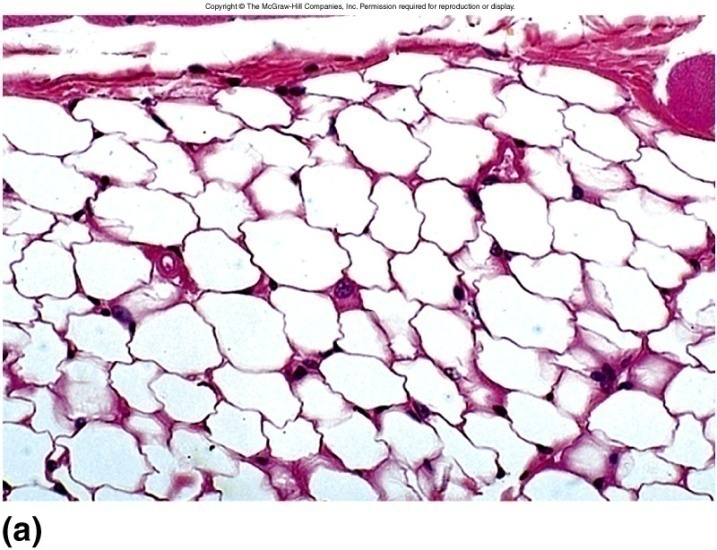 Copyright © The McGraw-Hill Companies, Inc. Permission required for reproduction or display.
(a)